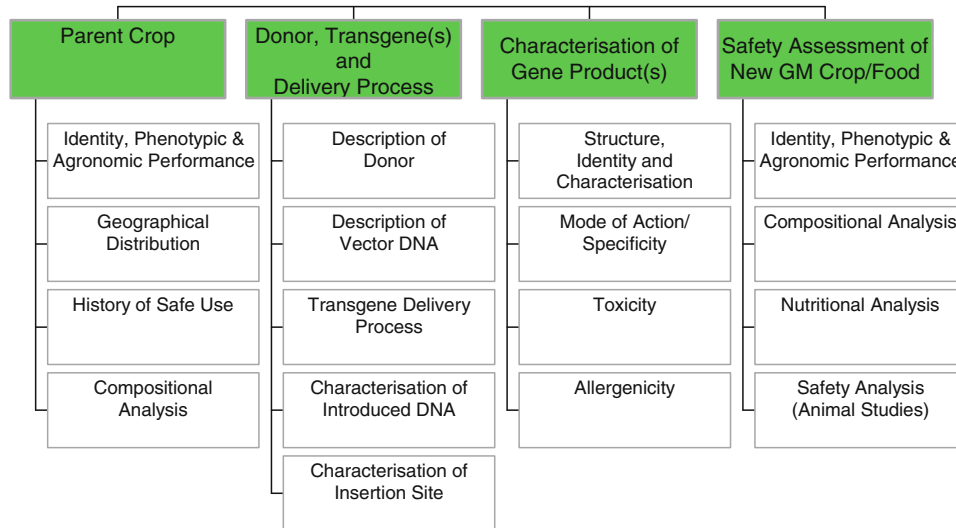 Parent Crop
Identity, Phenotypic &
Agronomic Performance
Geographical
Distribution
History of Safe Use
Compositional
Analysis
Donor, Transgene(s)
and
Delivery Process
Description of
Donor
Description of
Vector DNA
Transgene Delivery
Process
Characterisation of
Introduced DNA
Characterisation of
Insertion Site
Characterisation of
Gene Product(s)
Structure,
Identity and
Characterisation
Mode of Action/
Specificity
Toxicity
Allergenicity
Safety Assessment of
New GM Crop/Food
Identity, Phenotypic &
Agronomic Performance
Compositional Analysis
Nutritional Analysis
Safety Analysis
(Animal Studies)